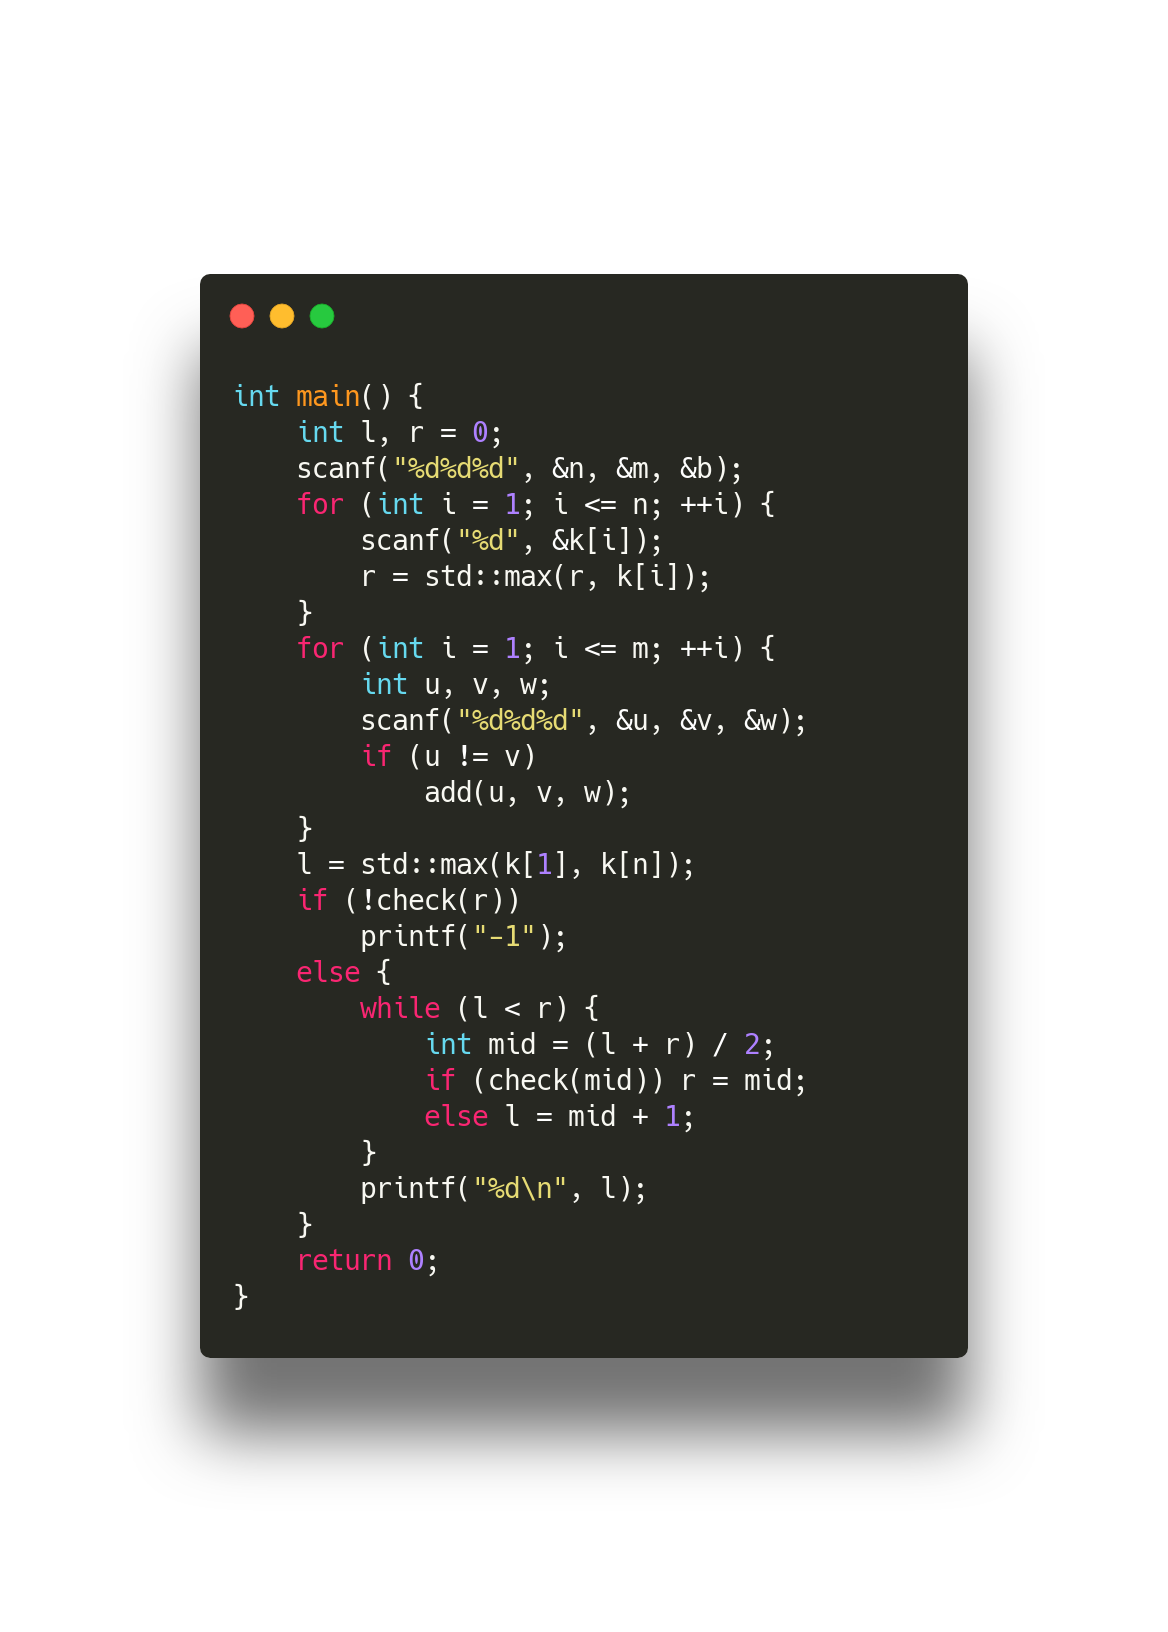 int main() {
    int l, r = 0;
    scanf("%d%d%d", &n, &m, &b);
    for (int i = 1; i <= n; ++i) {
        scanf("%d", &k[i]);
        r = std::max(r, k[i]);
    }
    for (int i = 1; i <= m; ++i) {
        int u, v, w;
        scanf("%d%d%d", &u, &v, &w);
        if (u != v)
            add(u, v, w);
    }
    l = std::max(k[1], k[n]);
    if (!check(r))
        printf("-1");
    else {
        while (l < r) {
            int mid = (l + r) / 2;
            if (check(mid)) r = mid;
            else l = mid + 1;
        }
        printf("%d\n", l);
    }
    return 0;
}